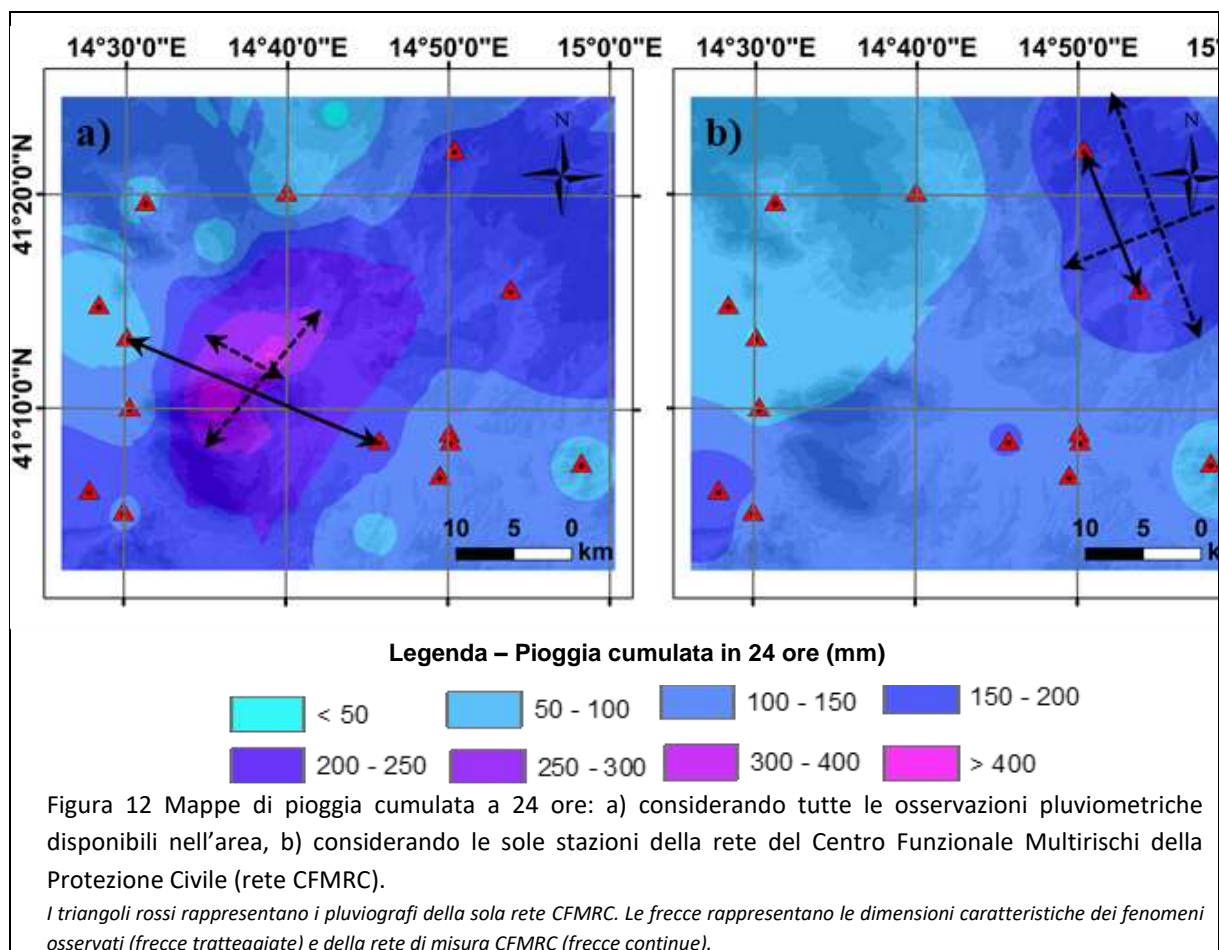 14°30'0"E 14°40'0"E 14°50'0"E 15°0'0"E
14°30'0"E 14°40'0"E 14°50'0"E 15°
a)
N
b)
N
41°20'0"N
41°10'0"N
10 5 0
km
10 5 0
k
Legenda – Pioggia cumulata in 24 ore (mm)
< 50 50 - 100 100 - 150 150 - 200
200 - 250 250 - 300 300 - 400 > 400
Figura 12 Mappe di pioggia cumulata a 24 ore: a) considerando tutte le osservazioni pluviometriche
disponibili nell’area, b) considerando le sole stazioni della rete del Centro Funzionale Multirischi della
Protezione Civile (rete CFMRC).
I triangoli rossi rappresentano i pluviografi della sola rete CFMRC. Le frecce rappresentano le dimensioni caratteristiche dei fenomeni
osservati (frecce tratteggiate) e della rete di misura CFMRC (frecce continue).